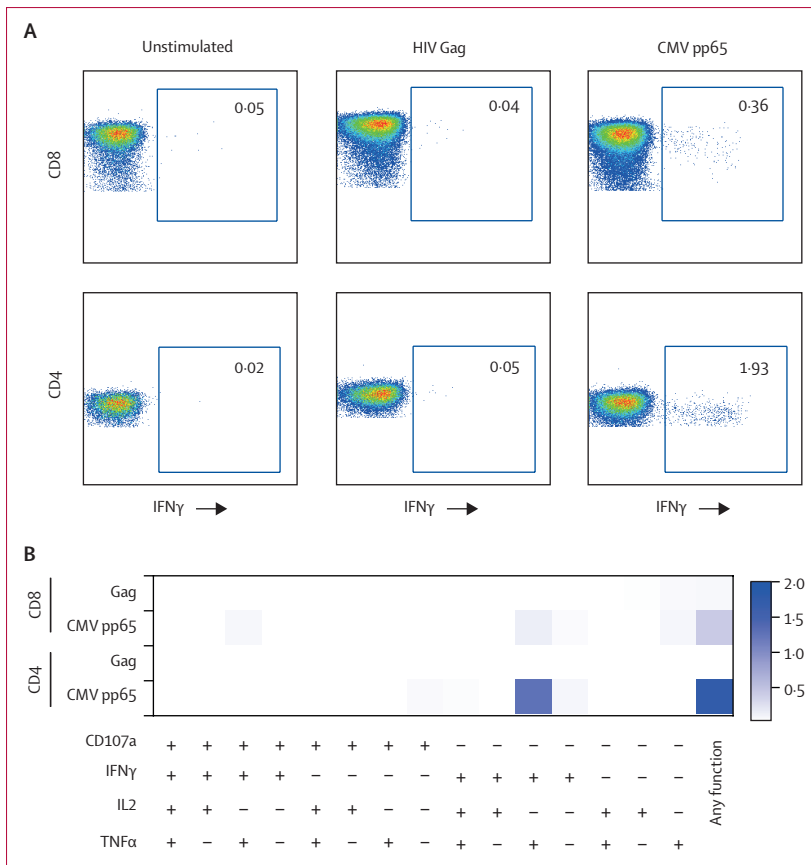 A
Unstimulated
HIV Gag
CMV pp65
CD8
0·05
0·04
0·36
CD4
0·02
0·05
1·93
IFNγ
IFNγ
IFNγ
B
CD8
Gag
CMV pp65
CD4
Gag
CMV pp65
2·0
1·5
1·0
0·5
CD107a + + + + + + + + – – – – – – –
IFNγ + + + + – – – – + + + + – – –
IL2 + + – – + + – – + + – – + + –
TNFα + – + – + – + – + – + – + – +
Any function